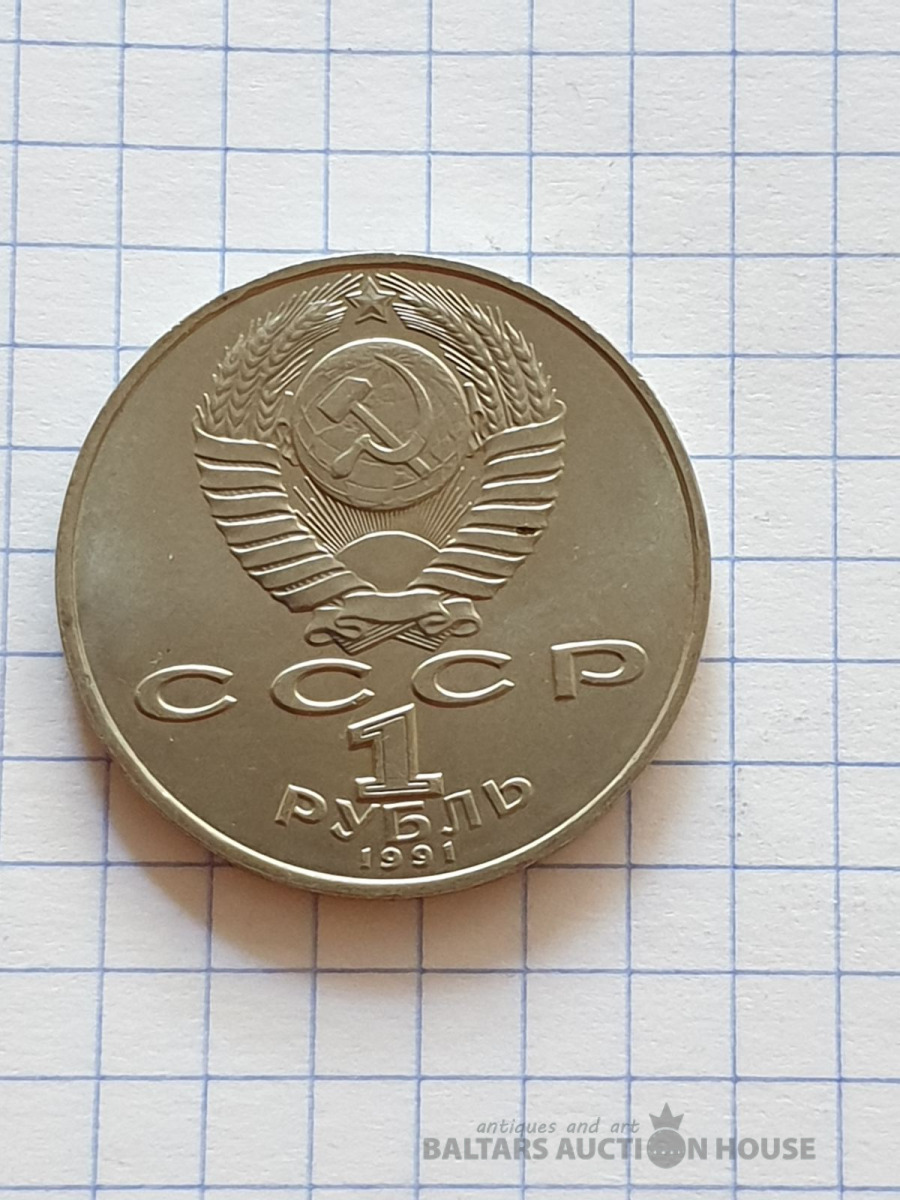 СССР
1
РУБЛЬ
1991
antiques and art
BALTARS AUCTION HOUSE